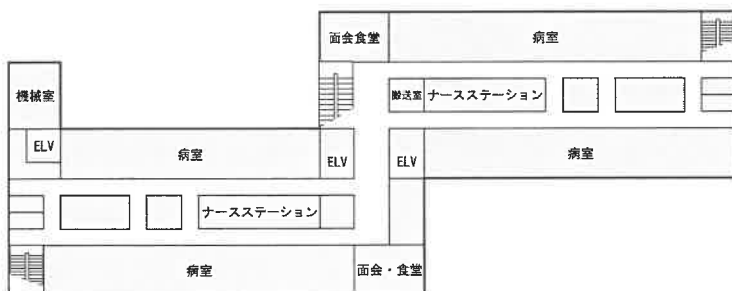 面会食堂
病室
機械室
搬送室
ナースステーション
ELV
病室
ELV
ELV
病室
ナースステーション
病室
面会・食堂